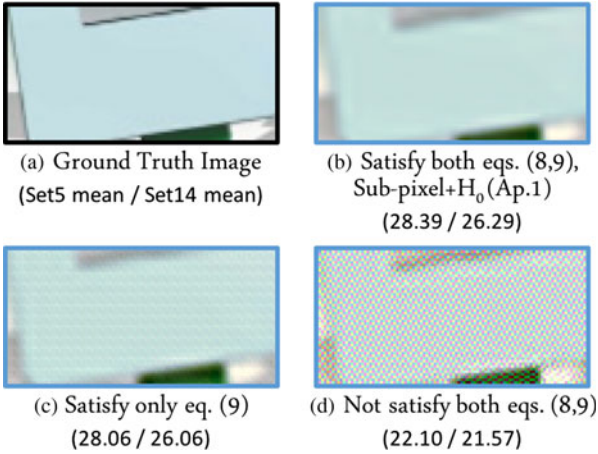 (a) Ground Truth Image
(Set5 mean / Set14 mean)
(b) Satisfy both eqs. (8,9),
Sub-pixel+H₀(Ap.1)
(28.39 / 26.29)
(c) Satisfy only eq. (9)
(28.06 / 26.06)
(d) Not satisfy both eqs. (8,9)
(22.10 / 21.57)